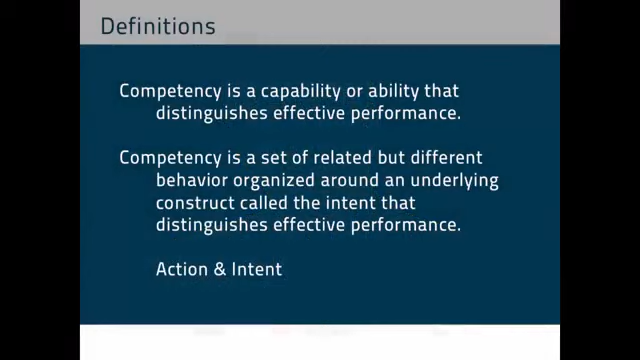 Definitions
Competency is a capability or ability that
distinguishes effective performance.
Competency is a set of related but different
behavior organized around an underlying
construct called the intent that
distinguishes effective performance.
Action & Intent